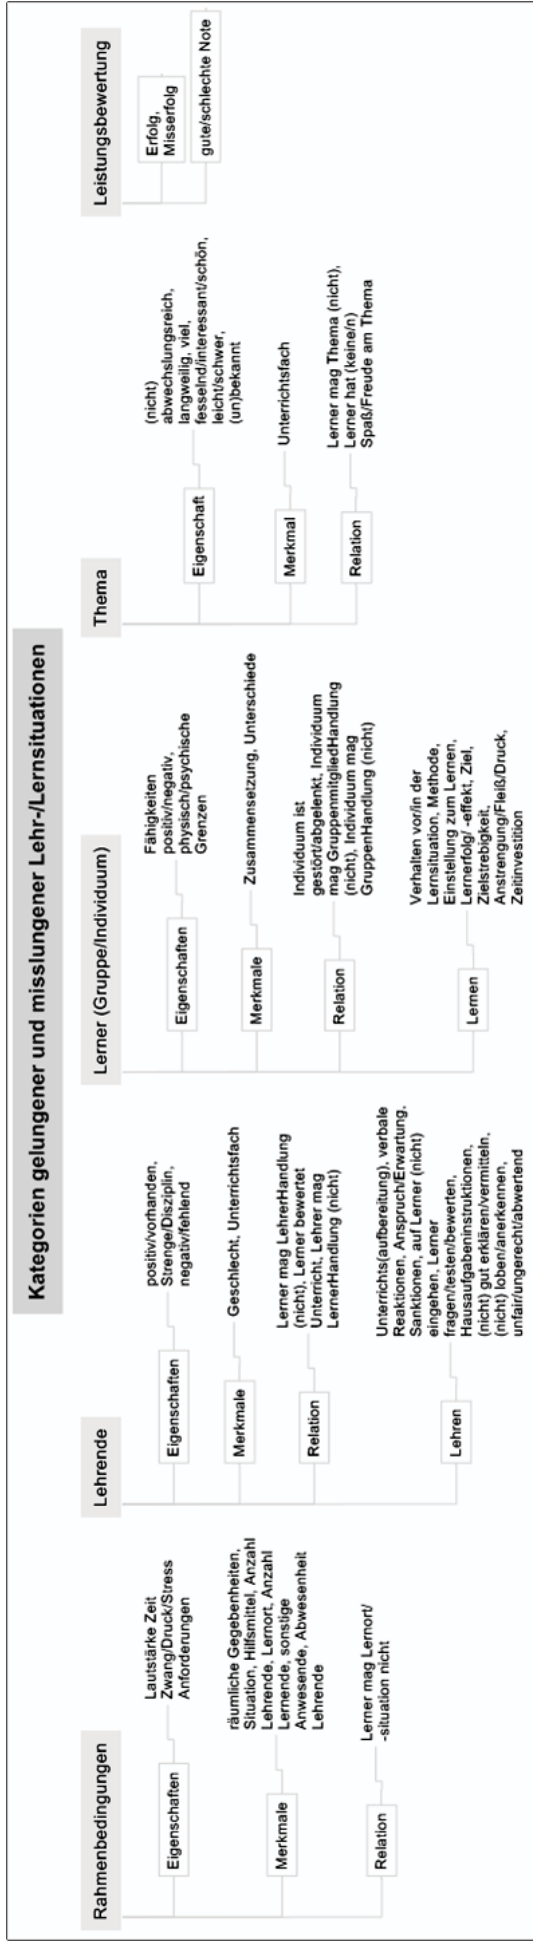 Kategorien gelungener und misslungener Lehr-/Lernsituationen
Rahmenbedingungen
Eigenschaften
Lautstärke Zeit
Zwang/Druck/Stress
Anforderungen
Merkmale
räumliche Gegebenheiten,
Situation, Hilfsmittel, Anzahl
Lehrende, Lernort, Anzahl
Lernende, sonstige
Anwesende, Abwesenheit
Lehrende
Relation
Lerner mag Lernort/
-situation nicht
Lehrende
Eigenschaften
positiv/vorhanden,
Strenge/Disziplin,
negativ/fehlend
Merkmale
Geschlecht, Unterrichtsfach
Relation
Lerner mag LehrerHandlung
(nicht), Lerner bewertet
Unterricht, Lehrer mag
LernerHandlung (nicht)
Lehren
Unterrichts(aufbereitung), verbale
Reaktionen, Anspruch/Erwartung,
Sanktionen, auf Lerner (nicht)
eingehen, Lerner
fragen/testen/bewerten,
Hausaufgabeninstruktionen,
(nicht) gut erklären/vermitteln,
(nicht) loben/anerkennen,
unfair/ungerecht/abwertend
Lerner (Gruppe/Individuum)
Eigenschaften
Fähigkeiten
positiv/negativ,
physisch/psychische
Grenzen
Merkmale
Zusammensetzung, Unterschiede
Relation
Individuum ist
gestört/abgelenkt, Individuum
mag GruppenmitgliedHandlung
(nicht), Individuum mag
GruppenHandlung (nicht)
Lernen
Verhalten vor/in der
Lernsituation, Methode,
Einstellung zum Lernen,
Lernerfolg/ -effekt, Ziel,
Zielstrebigkeit,
Anstrengung/Fleiß/Druck,
Zeitinvestition
Thema
Eigenschaft
(nicht)
abwechslungsreich,
langweilig, viel,
fesselnd/interessant/schön,
leicht/schwer,
(un)bekannt
Merkmal
Unterrichtsfach
Relation
Lerner mag Thema (nicht),
Lerner hat (keine/n)
Spaß/Freude am Thema
Leistungsbewertung
Erfolg,
Misserfolg
gute/schlechte Note